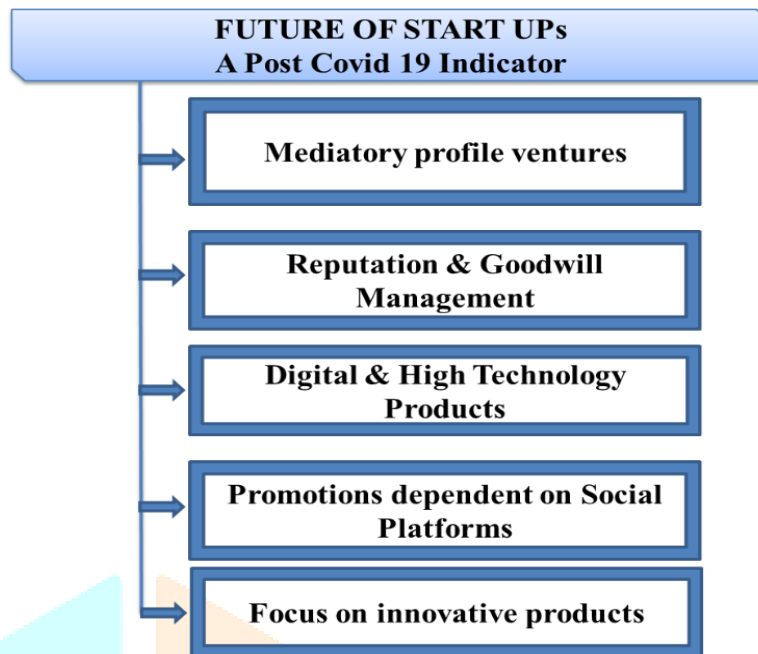 FUTURE OF START UPs
A Post Covid 19 Indicator
Mediatory profile ventures
Reputation & Goodwill
Management
Digital & High Technology
Products
Promotions dependent on Social
Platforms
Focus on innovative products